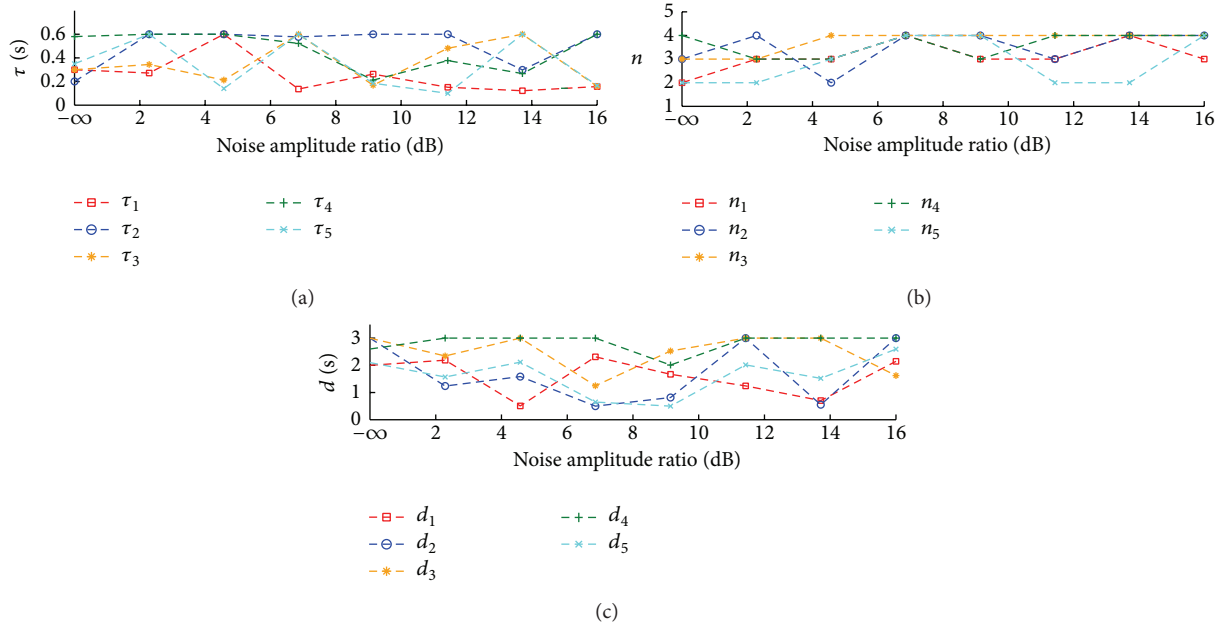 τ (s)
0.6
0.4
0.2
0
−∞ 2 4 6 8 10 12 14 16
Noise amplitude ratio (dB)
τ1
τ2
τ3
τ4
τ5
(a)
n
5
4
3
2
1
−∞ 2 4 6 8 10 12 14 16
Noise amplitude ratio (dB)
n1
n2
n3
n4
n5
(b)
d (s)
3
2
1
0
−∞ 2 4 6 8 10 12 14 16
Noise amplitude ratio (dB)
d1
d2
d3
d4
d5
(c)